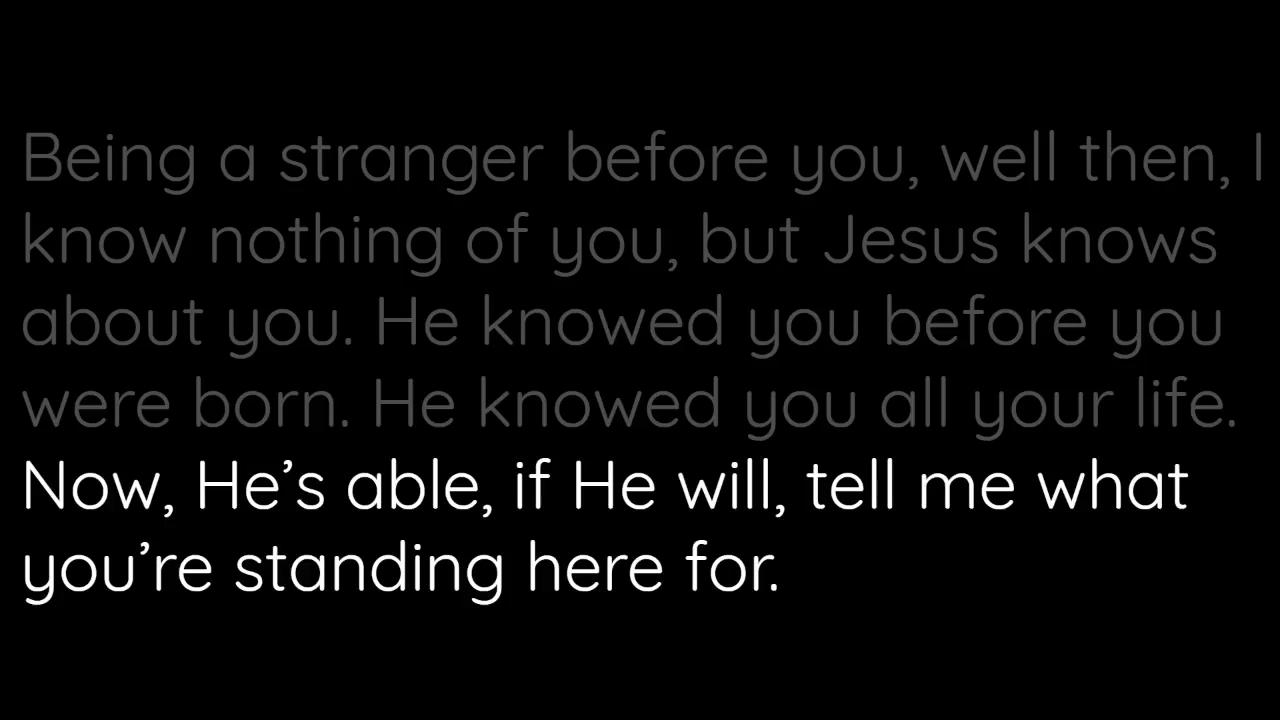 Being a stranger before you, well then, I
know nothing of you, but Jesus knows
about you. He knowed you before you
were born. He knowed you all your life.
Now, He’s able, if He will, tell me what
you’re standing here for.